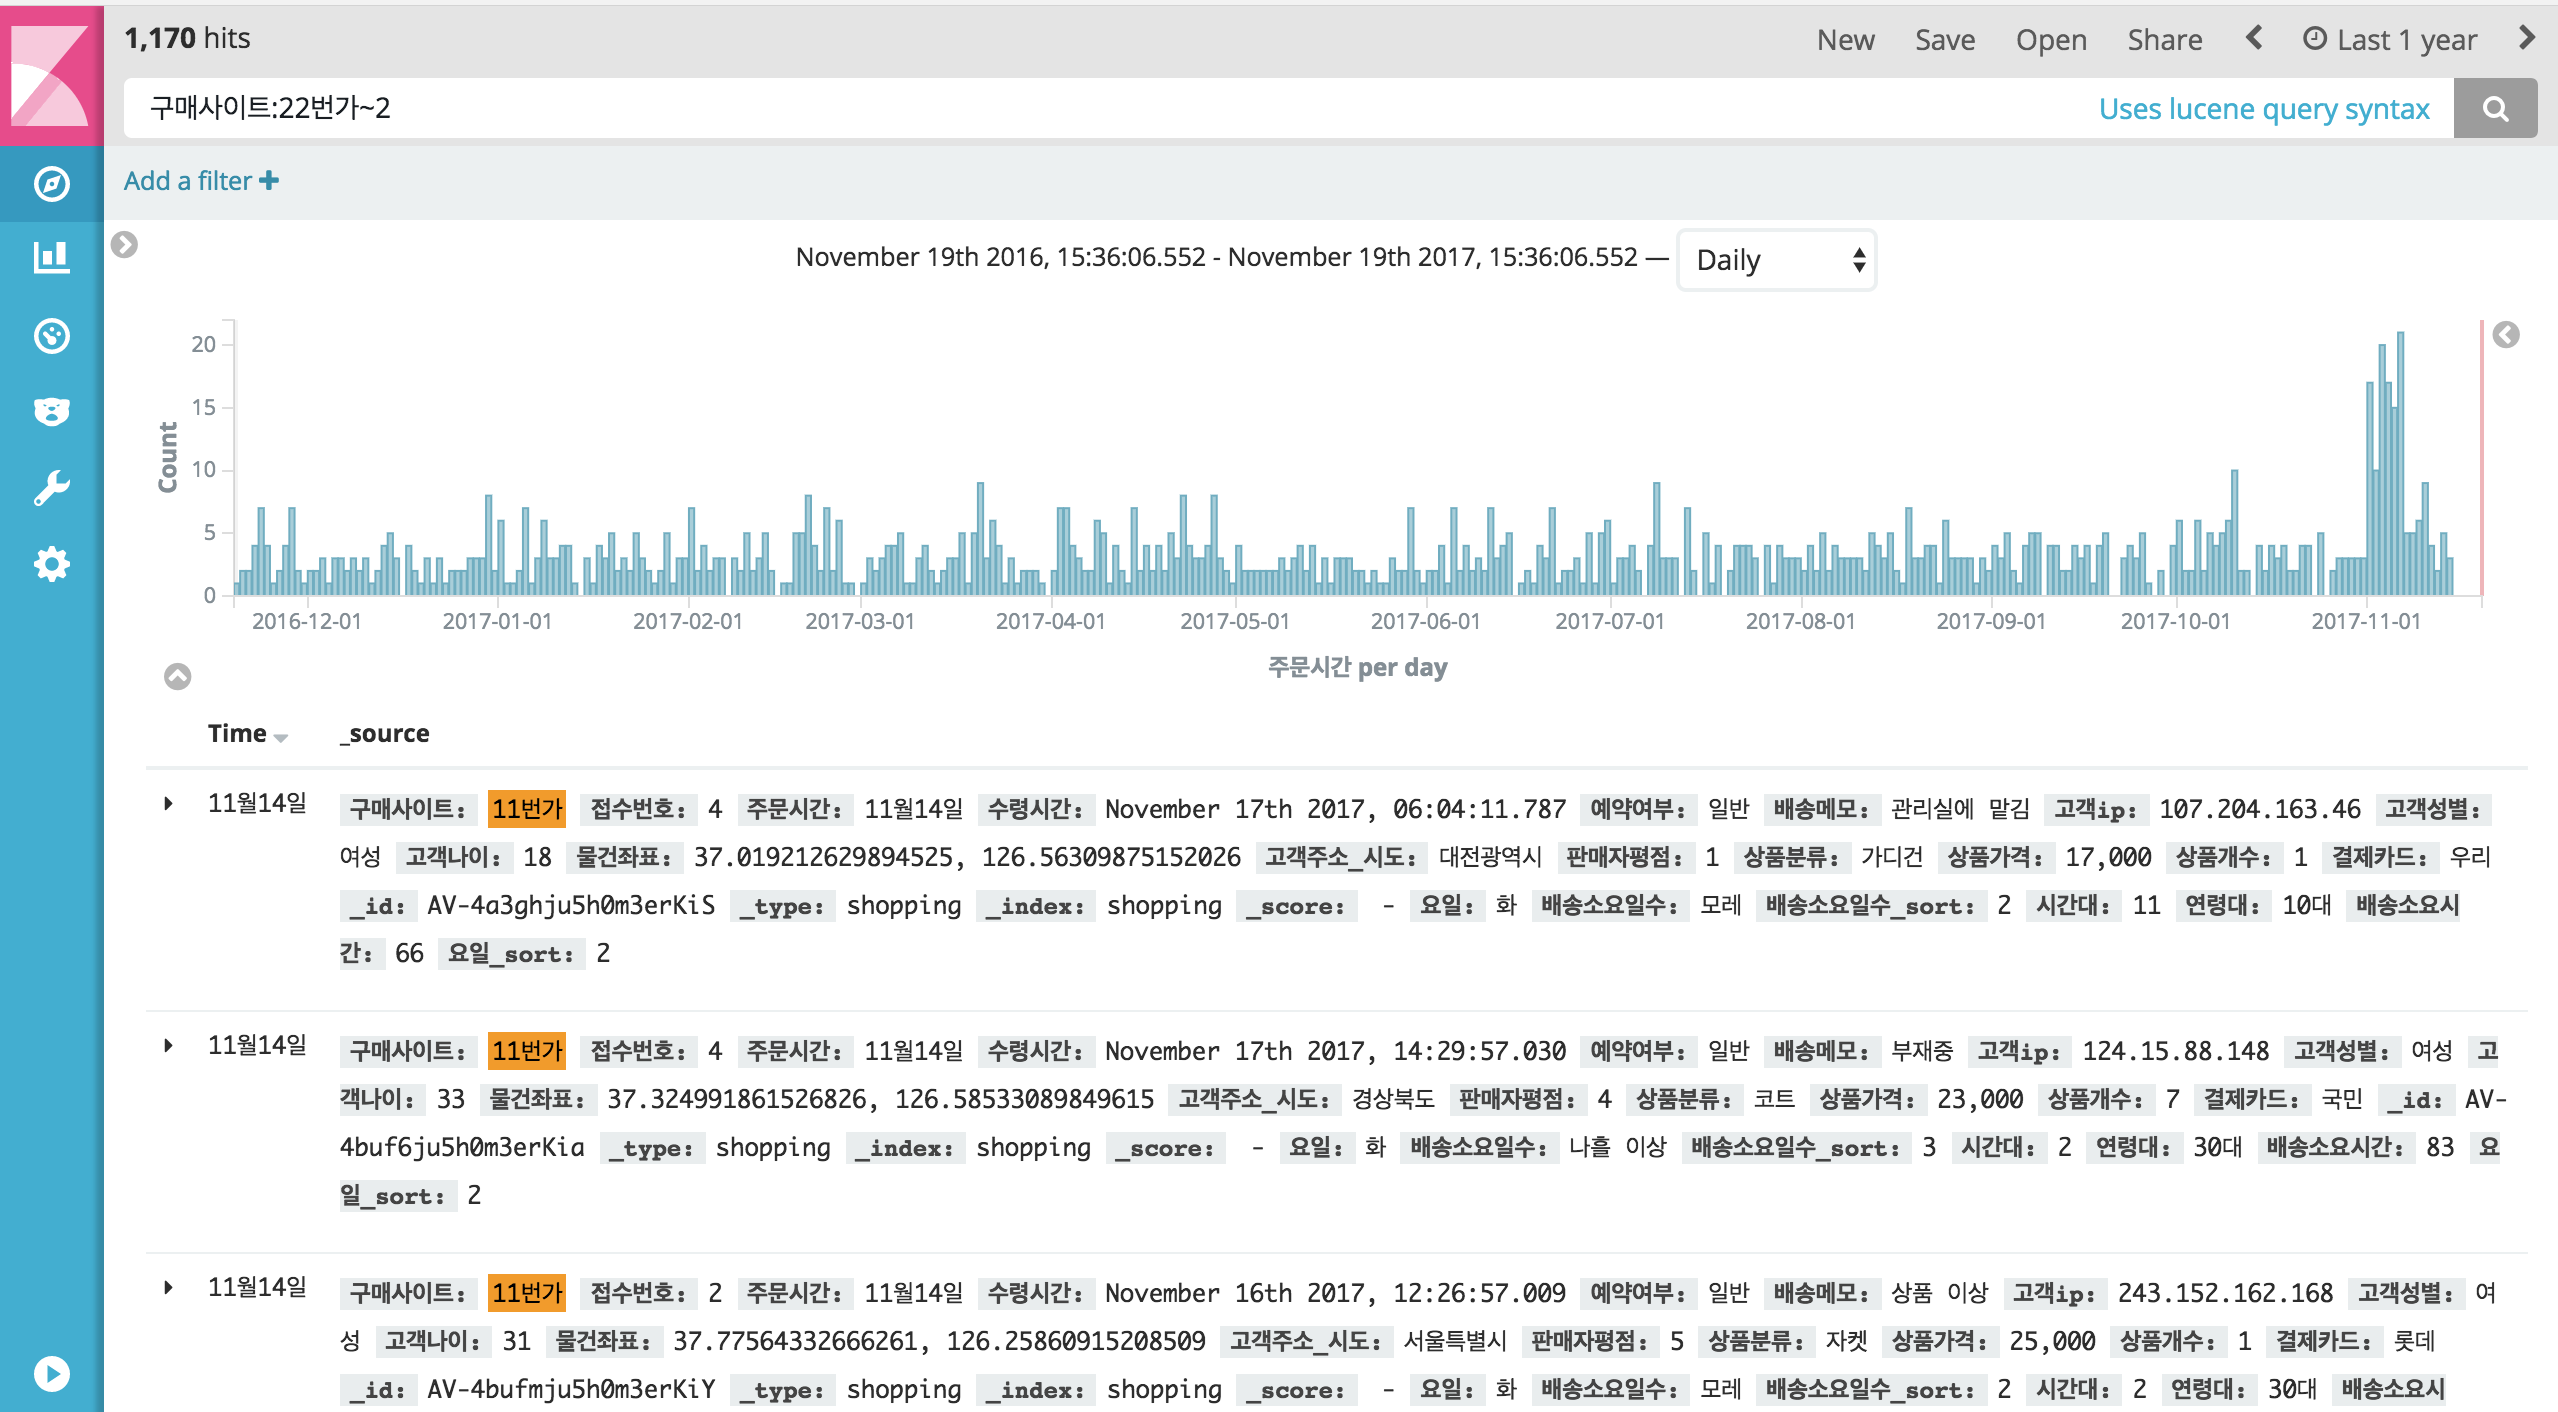 1,170 hits
New Save Open Share Last 1 year
구매사이트:22번가~2 Uses lucene query syntax
Add a filter
November 19th 2016, 15:36:06.552 - November 19th 2017, 15:36:06.552 — Daily
20
15
10
5
0
Count
2016-12-01 2017-01-01 2017-02-01 2017-03-01 2017-04-01 2017-05-01 2017-06-01 2017-07-01 2017-08-01 2017-09-01 2017-10-01 2017-11-01
주문시간 per day
Time _source
11월14일 구매사이트: 11번가 접수번호: 4 주문시간: 11월14일 수령시간: November 17th 2017, 06:04:11.787 예약여부: 일반 배송메모: 관리실에 맡김 고객ip: 107.204.163.46 고객성별:
여성 고객나이: 18 물건좌표: 37.019212629894525, 126.56309875152026 고객주소_시도: 대전광역시 판매자평점: 1 상품분류: 가디건 상품가격: 17,000 상품개수: 1 결제카드: 우리
_id: AV-4a3ghju5h0m3erKiS _type: shopping _index: shopping _score: - 요일: 화 배송소요일수: 모레 배송소요일수_sort: 2 시간대: 11 연령대: 10대 배송소요시
간: 66 요일_sort: 2
11월14일 구매사이트: 11번가 접수번호: 4 주문시간: 11월14일 수령시간: November 17th 2017, 14:29:57.030 예약여부: 일반 배송메모: 부재중 고객ip: 124.15.88.148 고객성별: 여성 고
객나이: 33 물건좌표: 37.324991861526826, 126.58533089849615 고객주소_시도: 경상북도 판매자평점: 4 상품분류: 코트 상품가격: 23,000 상품개수: 7 결제카드: 국민 _id: AV-
4buf6ju5h0m3erKia _type: shopping _index: shopping _score: - 요일: 화 배송소요일수: 나흘 이상 배송소요일수_sort: 3 시간대: 2 연령대: 30대 배송소요시간: 83 요
일_sort: 2
11월14일 구매사이트: 11번가 접수번호: 2 주문시간: 11월14일 수령시간: November 16th 2017, 12:26:57.009 예약여부: 일반 배송메모: 상품 이상 고객ip: 243.152.162.168 고객성별: 여
성 고객나이: 31 물건좌표: 37.77564332666261, 126.25860915208509 고객주소_시도: 서울특별시 판매자평점: 5 상품분류: 자켓 상품가격: 25,000 상품개수: 1 결제카드: 롯데
_id: AV-4bufmju5h0m3erKiY _type: shopping _index: shopping _score: - 요일: 화 배송소요일수: 모레 배송소요일수_sort: 2 시간대: 2 연령대: 30대 배송소요시